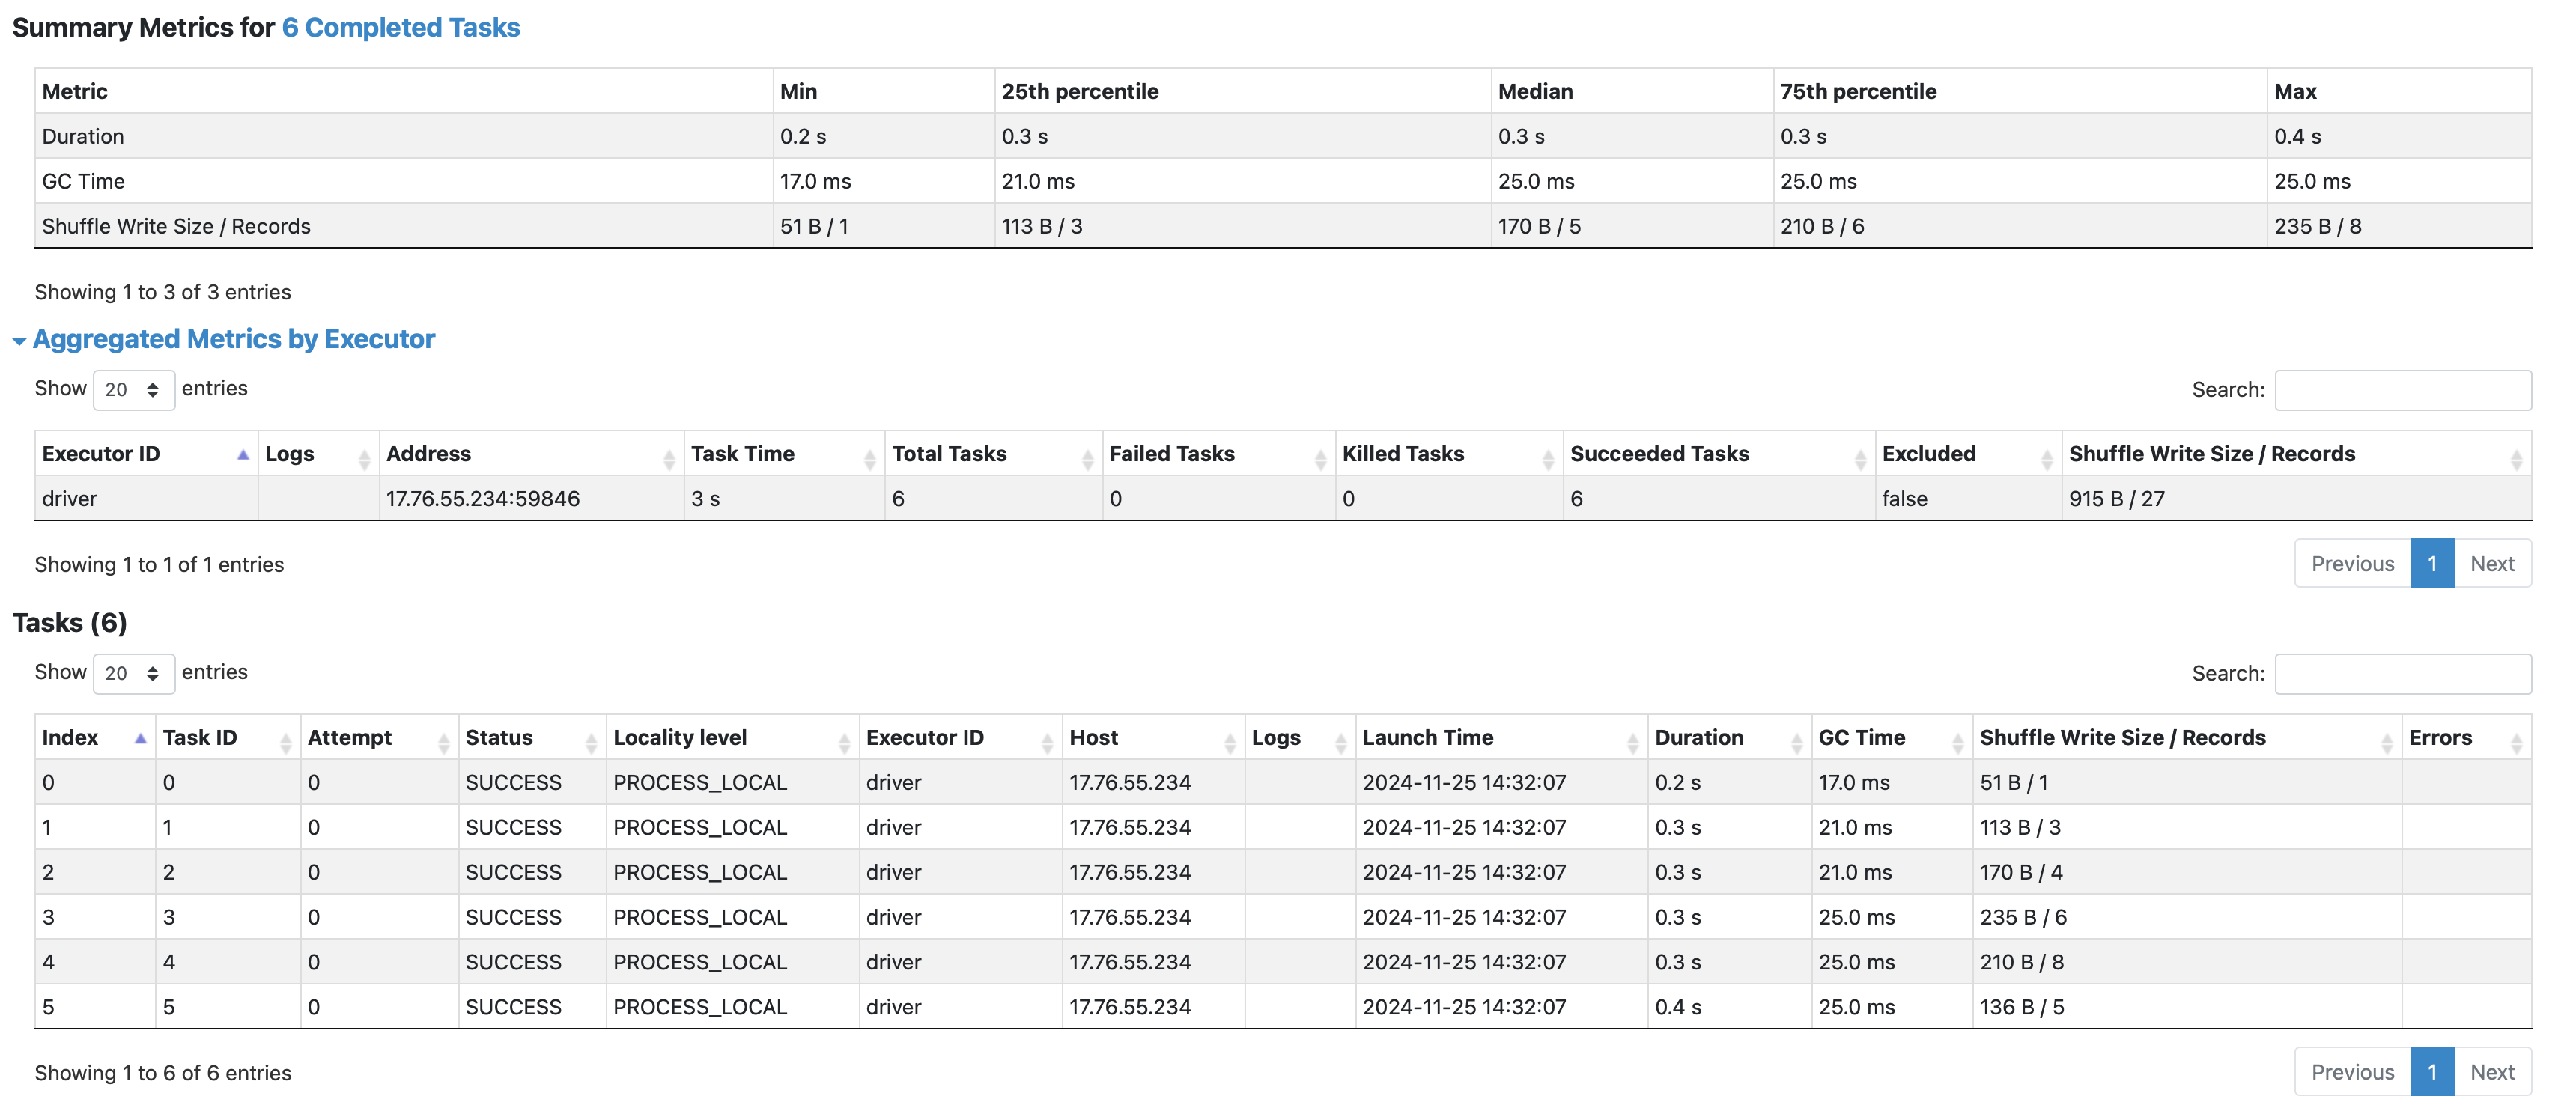 Summary Metrics for 6 Completed Tasks
Metric Min 25th percentile Median 75th percentile Max
Duration 0.2 s 0.3 s 0.3 s 0.3 s 0.4 s
GC Time 17.0 ms 21.0 ms 25.0 ms 25.0 ms 25.0 ms
Shuffle Write Size / Records 51 B / 1 113 B / 3 170 B / 5 210 B / 6 235 B / 8
Showing 1 to 3 of 3 entries
Aggregated Metrics by Executor
Show 20 entries Search:
Executor ID Logs Address Task Time Total Tasks Failed Tasks Killed Tasks Succeeded Tasks Excluded Shuffle Write Size / Records
driver 17.76.55.234:59846 3 s 6 0 0 6 false 915 B / 27
Showing 1 to 1 of 1 entries Previous 1 Next
Tasks (6)
Show 20 entries Search:
Index Task ID Attempt Status Locality level Executor ID Host Logs Launch Time Duration GC Time Shuffle Write Size / Records Errors
0 0 0 SUCCESS PROCESS_LOCAL driver 17.76.55.234 2024-11-25 14:32:07 0.2 s 17.0 ms 51 B / 1
1 1 0 SUCCESS PROCESS_LOCAL driver 17.76.55.234 2024-11-25 14:32:07 0.3 s 21.0 ms 113 B / 3
2 2 0 SUCCESS PROCESS_LOCAL driver 17.76.55.234 2024-11-25 14:32:07 0.3 s 21.0 ms 170 B / 4
3 3 0 SUCCESS PROCESS_LOCAL driver 17.76.55.234 2024-11-25 14:32:07 0.3 s 25.0 ms 235 B / 6
4 4 0 SUCCESS PROCESS_LOCAL driver 17.76.55.234 2024-11-25 14:32:07 0.3 s 25.0 ms 210 B / 8
5 5 0 SUCCESS PROCESS_LOCAL driver 17.76.55.234 2024-11-25 14:32:07 0.4 s 25.0 ms 136 B / 5
Showing 1 to 6 of 6 entries Previous 1 Next